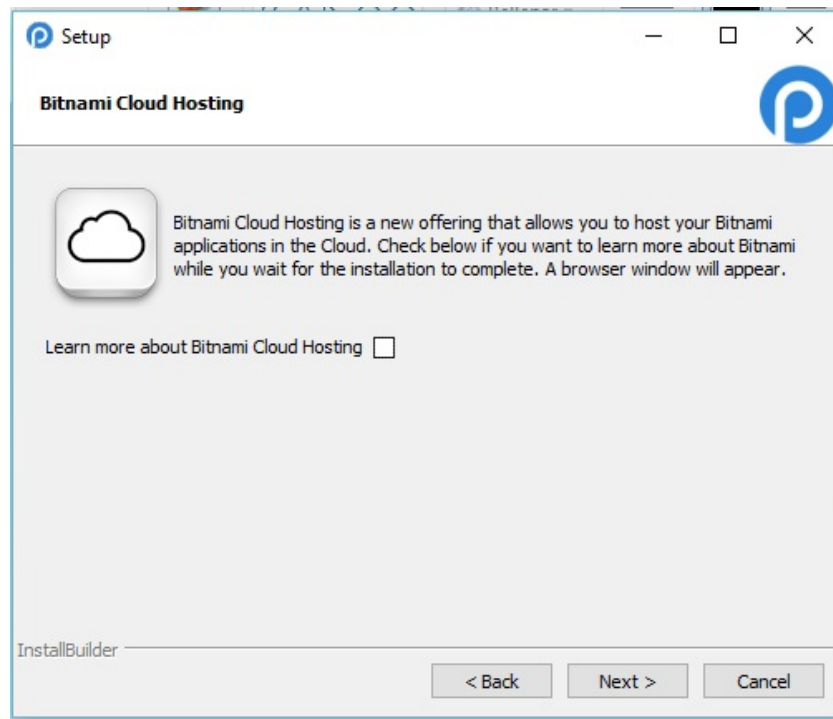 Setup
Bitnami Cloud Hosting
Bitnami Cloud Hosting is a new offering that allows you to host your Bitnami
applications in the Cloud. Check below if you want to learn more about Bitnami
while you wait for the installation to complete. A browser window will appear.
Learn more about Bitnami Cloud Hosting
InstallBuilder
< Back
Next >
Cancel